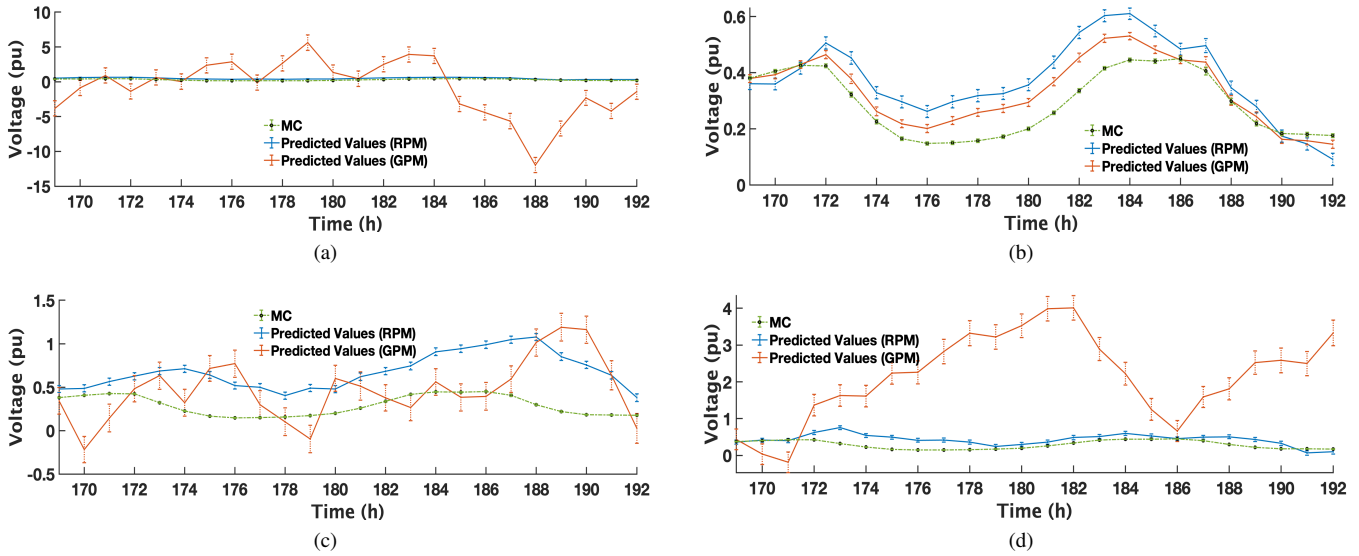 Voltage (pu)
10
5
0
-5
-10
-15
MC
Predicted Values (RPM)
Predicted Values (GPM)
170 172 174 176 178 180 182 184 186 188 190 192
Time (h)
(a)
Voltage (pu)
0.6
0.4
0.2
0
MC
Predicted Values (RPM)
Predicted Values (GPM)
170 172 174 176 178 180 182 184 186 188 190 192
Time (h)
(b)
Voltage (pu)
1.5
1
0.5
0
-0.5
MC
Predicted Values (RPM)
Predicted Values (GPM)
170 172 174 176 178 180 182 184 186 188 190 192
Time (h)
(c)
Voltage (pu)
4
3
2
1
0
MC
Predicted Values (RPM)
Predicted Values (GPM)
170 172 174 176 178 180 182 184 186 188 190 192
Time (h)
(d)